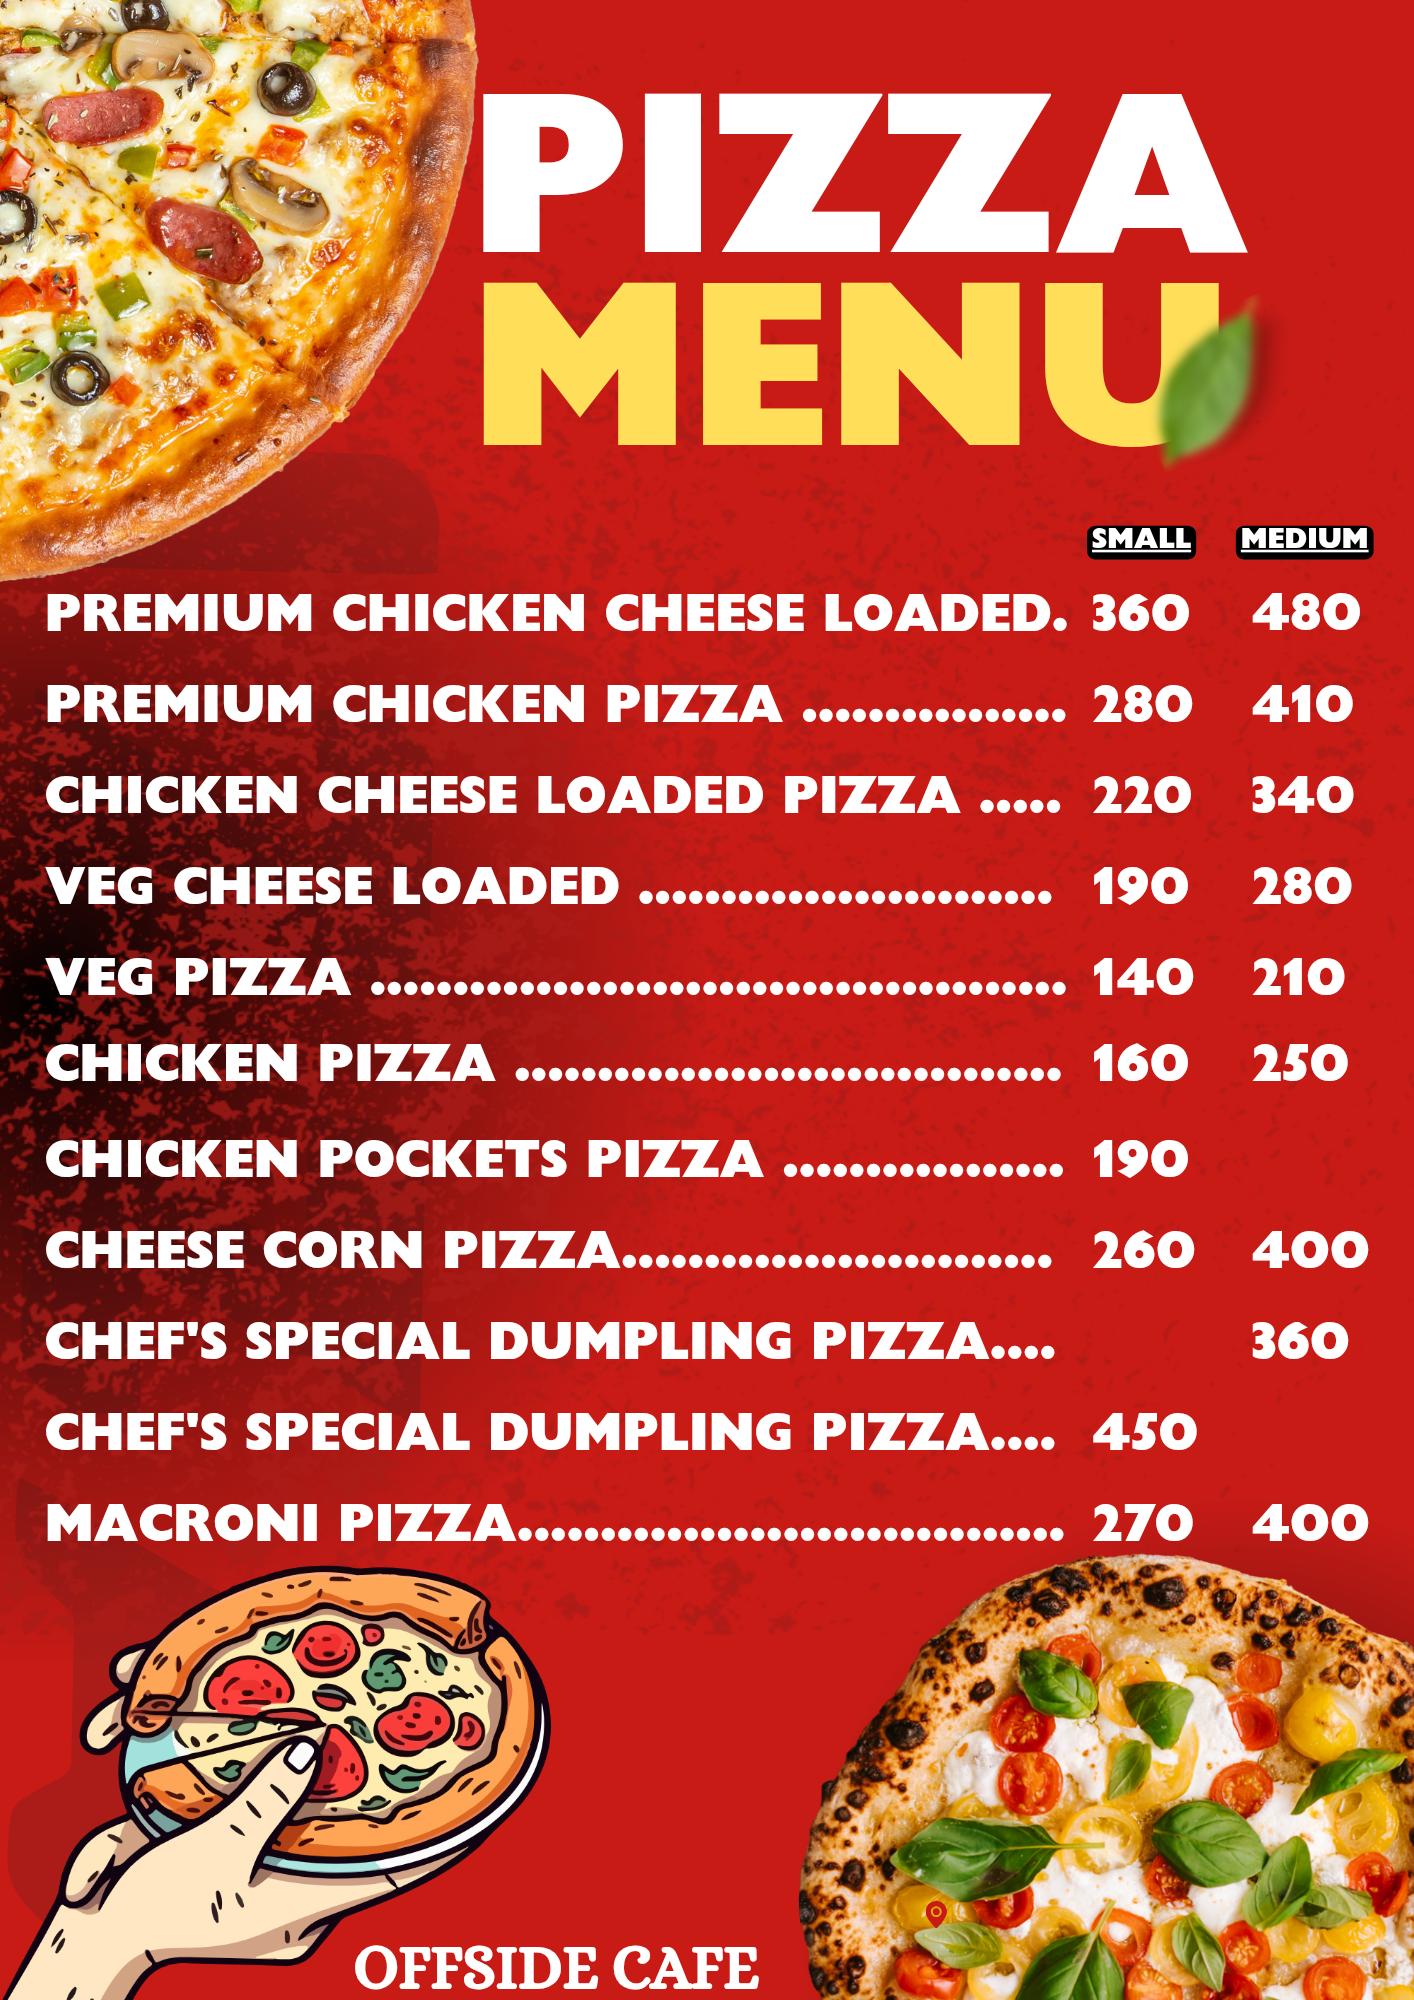 PIZZA
MENU
SMALL MEDIUM
PREMIUM CHICKEN CHEESE LOADED. 360 480
PREMIUM CHICKEN PIZZA ................ 280 410
CHICKEN CHEESE LOADED PIZZA ..... 220 340
VEG CHEESE LOADED ......................... 190 280
VEG PIZZA .......................................... 140 210
CHICKEN PIZZA ................................. 160 250
CHICKEN POCKETS PIZZA ................. 190
CHEESE CORN PIZZA.......................... 260 400
CHEF'S SPECIAL DUMPLING PIZZA.... 360
CHEF'S SPECIAL DUMPLING PIZZA.... 450
MACRONI PIZZA................................. 270 400
OFFSIDE CAFE